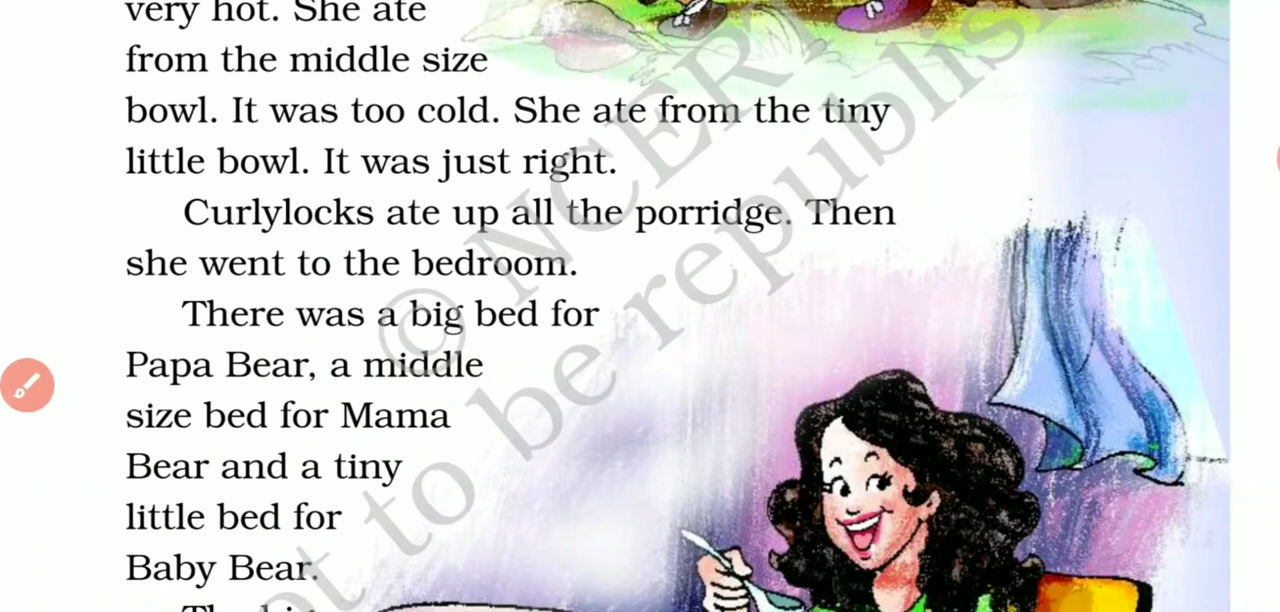 very hot. She ate
from the middle size
bowl. It was too cold. She ate from the tiny
little bowl. It was just right.
Curlylocks ate up all the porridge. Then
she went to the bedroom.
There was a big bed for
Papa Bear, a middle
size bed for Mama
Bear and a tiny
little bed for
Baby Bear.
© NCERT
to be republis